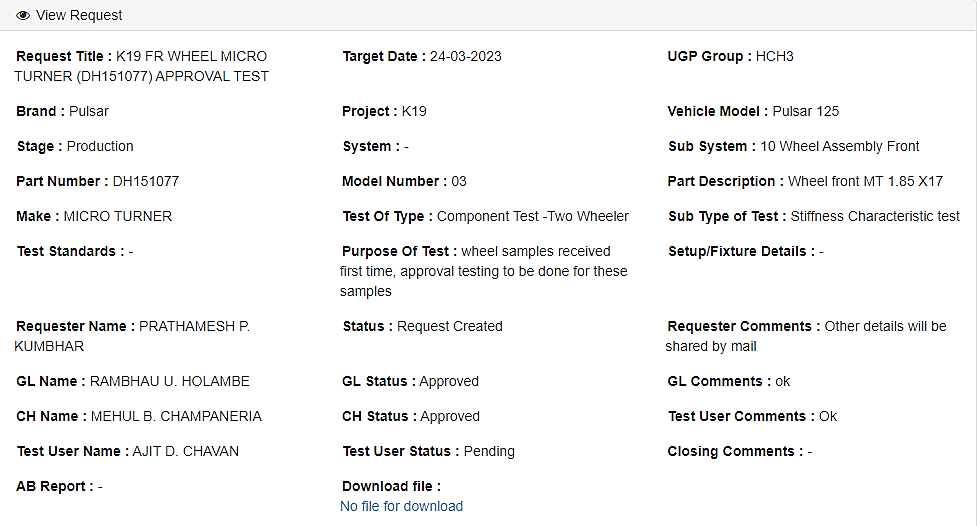 View Request
Request Title : K19 FR WHEEL MICRO
TURNER (DH151077) APPROVAL TEST
Target Date : 24-03-2023
UGP Group : HCH3
Brand : Pulsar
Project : K19
Vehicle Model : Pulsar 125
Stage : Production
System : -
Sub System : 10 Wheel Assembly Front
Part Number : DH151077
Model Number : 03
Part Description : Wheel front MT 1.85 X17
Make : MICRO TURNER
Test Of Type : Component Test -Two Wheeler
Sub Type of Test : Stiffness Characteristic test
Test Standards : -
Purpose Of Test : wheel samples received
first time, approval testing to be done for these
samples
Setup/Fixture Details : -
Requester Name : PRATHAMESH P.
KUMBHAR
Status : Request Created
Requester Comments : Other details will be
shared by mail
GL Name : RAMBHAU U. HOLAMBE
GL Status : Approved
GL Comments : ok
CH Name : MEHUL B. CHAMPANERIA
CH Status : Approved
Test User Comments : Ok
Test User Name : AJIT D. CHAVAN
Test User Status : Pending
Closing Comments : -
AB Report : -
Download file :
No file for download